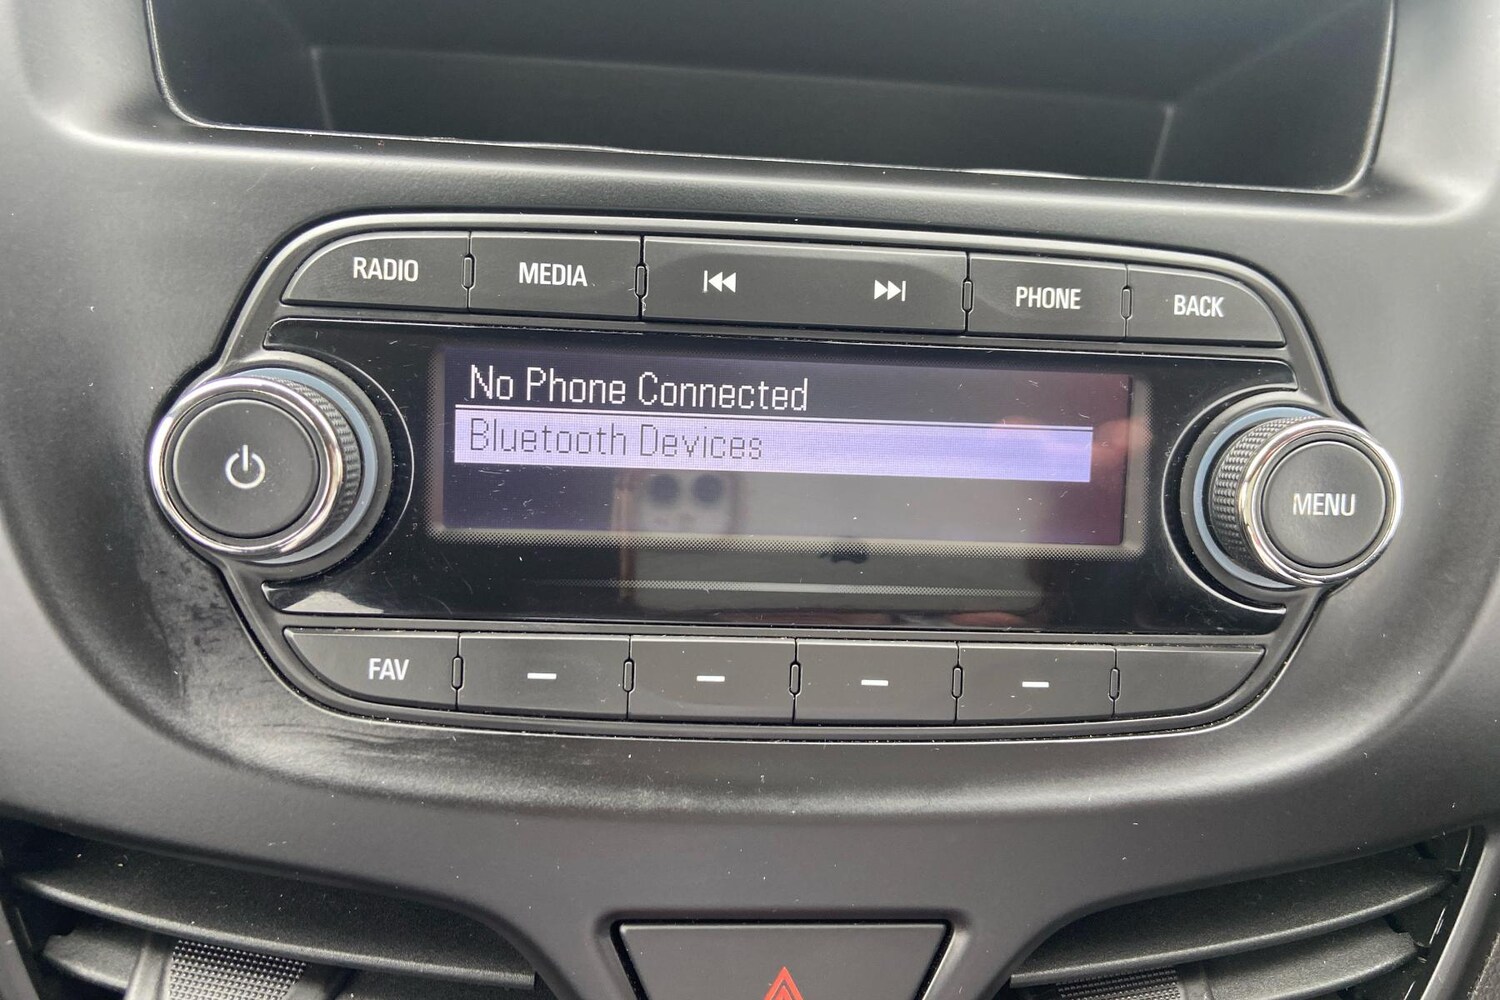 RADIO
MEDIA
PHONE
BACK
No Phone Connected
Bluetooth Devices
MENU
FAV